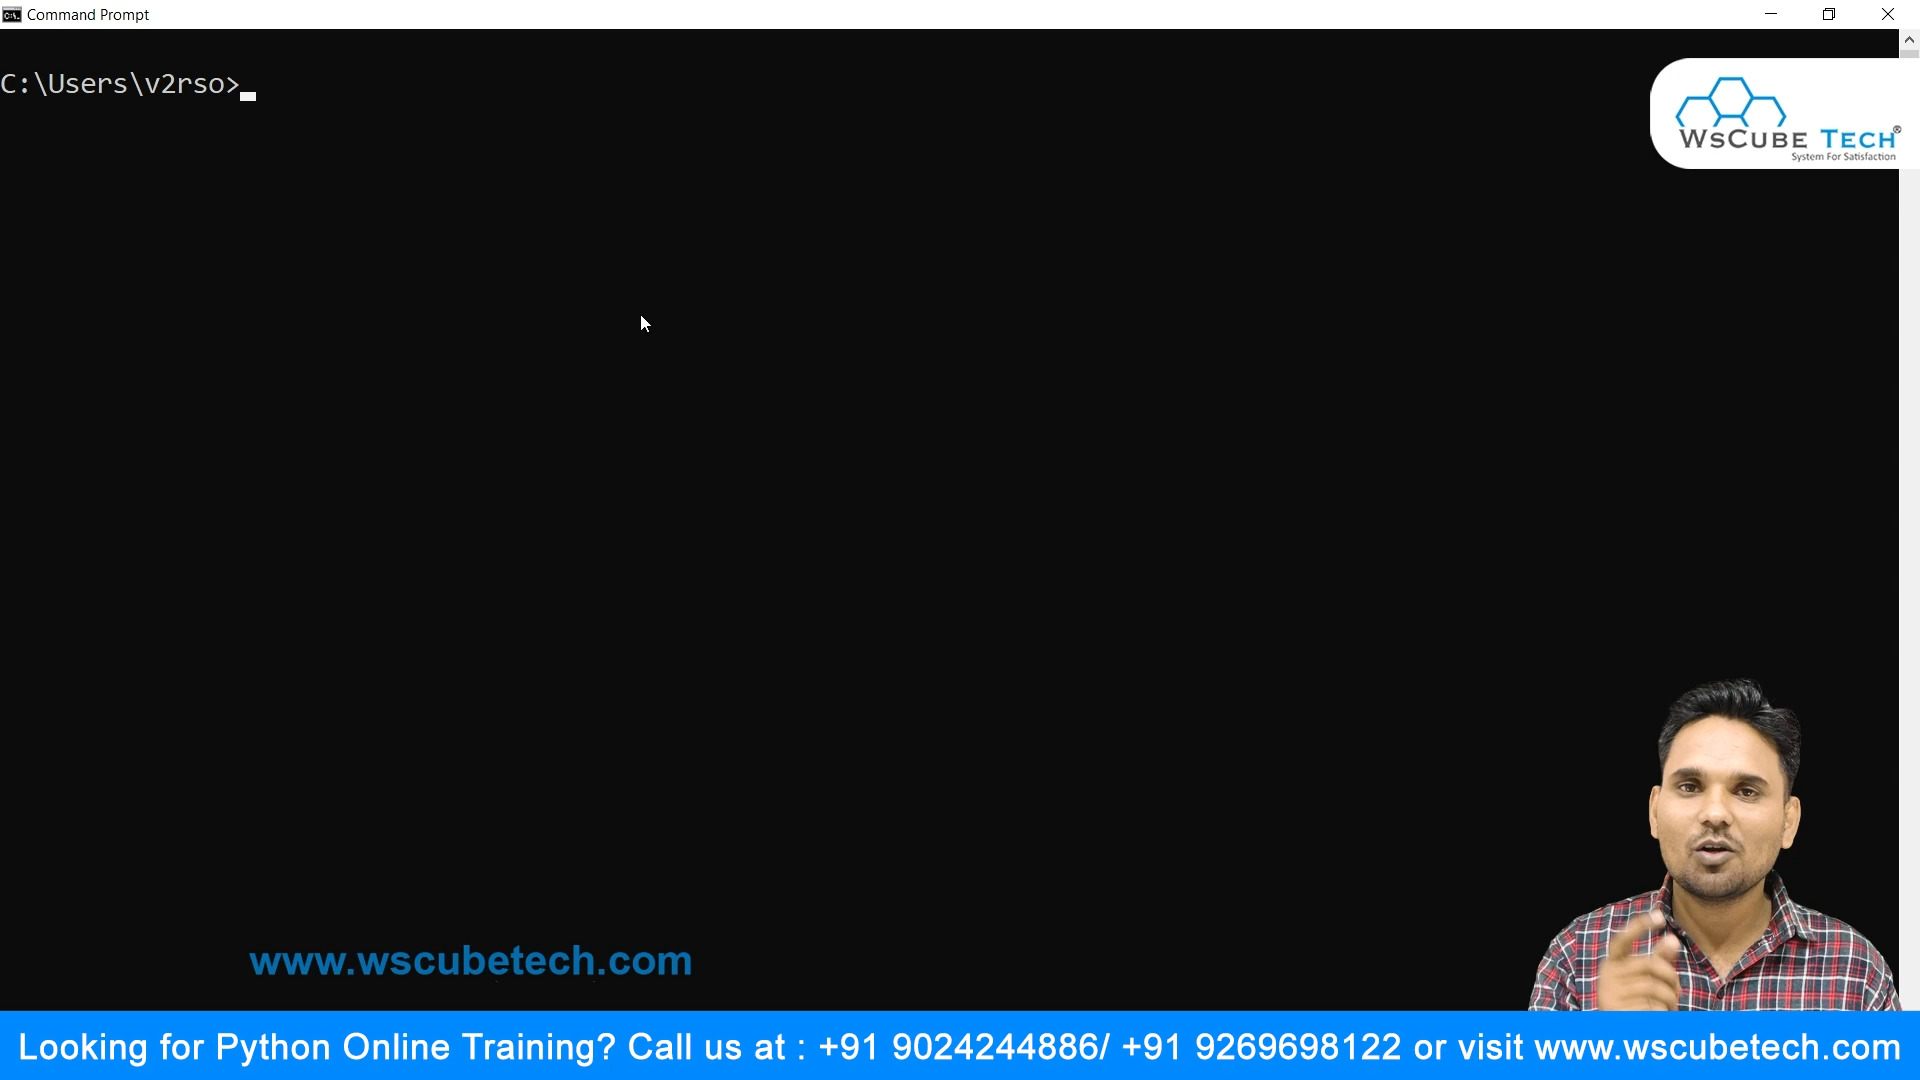 Command Prompt
C:\Users\v2rso>
WsCUBE TECH®
System For Satisfaction
www.wscubetech.com
Looking for Python Online Training? Call us at : +91 9024244886/ +91 9269698122 or visit www.wscubetech.com